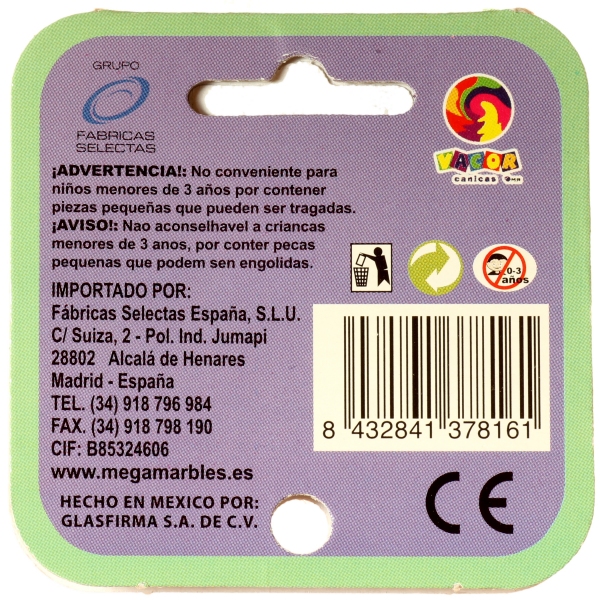 GRUPO
FABRICAS
SELECTAS
VACOR
canicas
¡ADVERTENCIA!: No conveniente para
niños menores de 3 años por contener
piezas pequeñas que pueden ser tragadas.
¡AVISO!: Nao aconselhavel a criancas
menores de 3 anos, por conter pecas
pequenas que podem ser engolidas.
0-3
años
IMPORTADO POR:
Fábricas Selectas España, S.L.U.
C/ Suiza, 2 - Pol. Ind. Jumapi
28802 Alcalá de Henares
Madrid - España
TEL. (34) 918 796 984
FAX. (34) 918 798 190
CIF: B85324606
www.megamarbles.es
HECHO EN MEXICO POR:
GLASFIRMA S.A. DE C.V.
8 432841 378161
CE